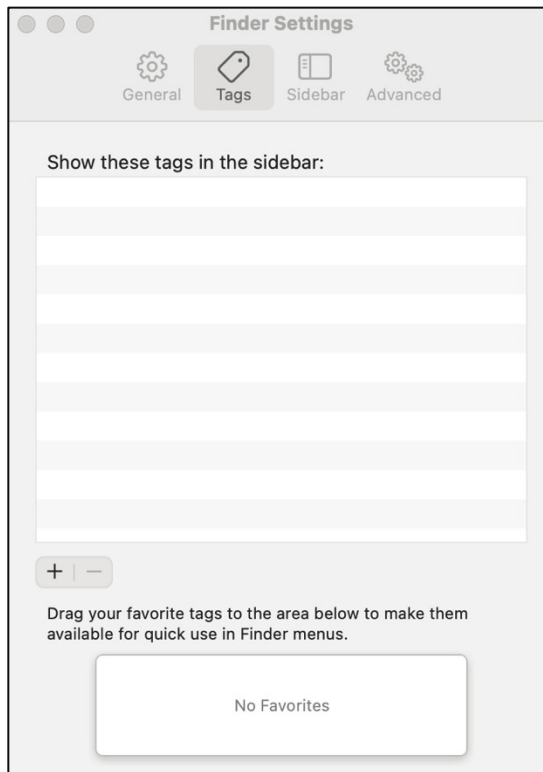 Finder Settings
General Tags Sidebar Advanced
Show these tags in the sidebar:
Drag your favorite tags to the area below to make them
available for quick use in Finder menus.
No Favorites